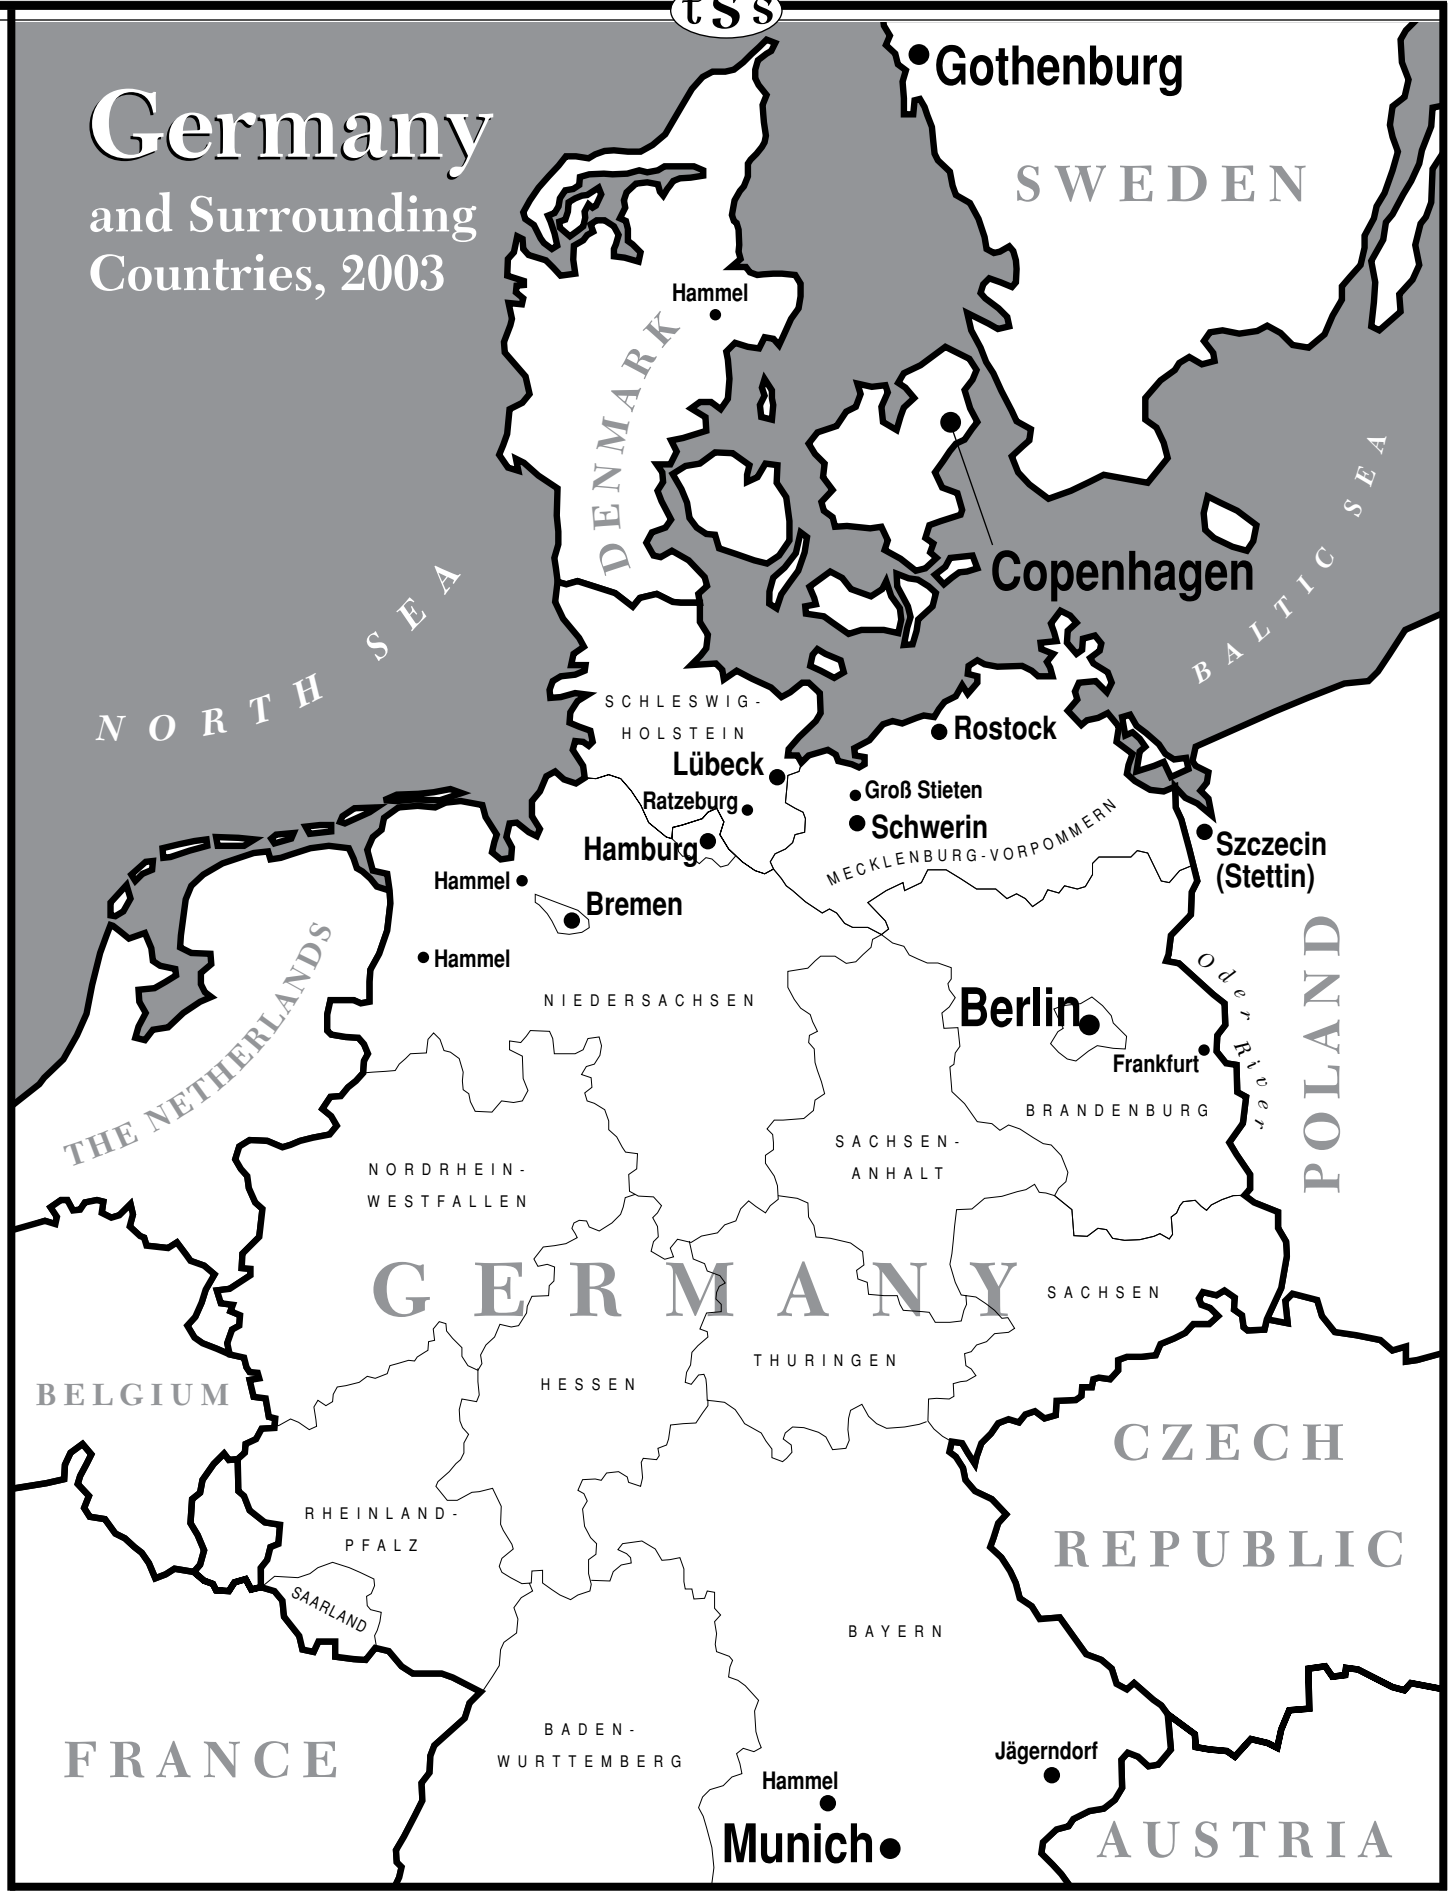 tss
Germany
and Surrounding
Countries, 2003
Gothenburg
SWEDEN
Hammel
DENMARK
Copenhagen
BALTIC SEA
NORTH SEA
SCHLESWIG-
HOLSTEIN
Lübeck
Ratzeburg
Hamburg
Rostock
Groß Stieten
Schwerin
MECKLENBURG-VORPOMMERN
Szczecin
(Stettin)
Hammel
Bremen
Hammel
NIEDERSACHSEN
THE NETHERLANDS
Berlin
Frankfurt
Oder River
POLAND
BRANDENBURG
SACHSEN-
ANHALT
NORDRHEIN-
WESTFALLEN
GERMANY
SACHSEN
THURINGEN
HESSEN
BELGIUM
CZECH
REPUBLIC
RHEINLAND-
PFALZ
SAARLAND
BAYERN
FRANCE
BADEN-
WURTTEMBERG
Jägerndorf
Hammel
Munich
AUSTRIA